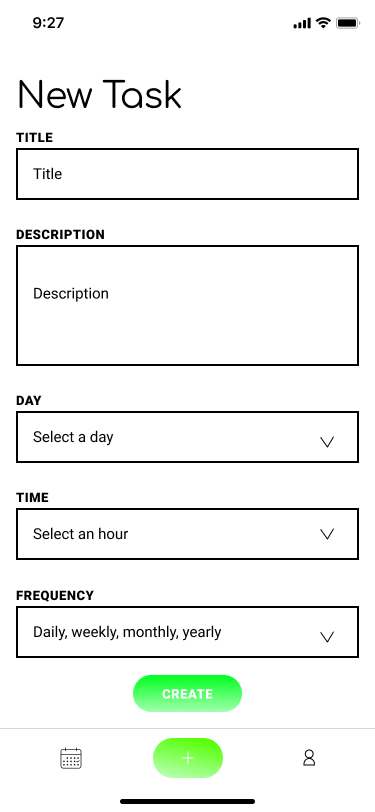 9:27
New Task
TITLE
Title
DESCRIPTION
Description
DAY
Select a day
TIME
Select an hour
FREQUENCY
Daily, weekly, monthly, yearly
CREATE
+